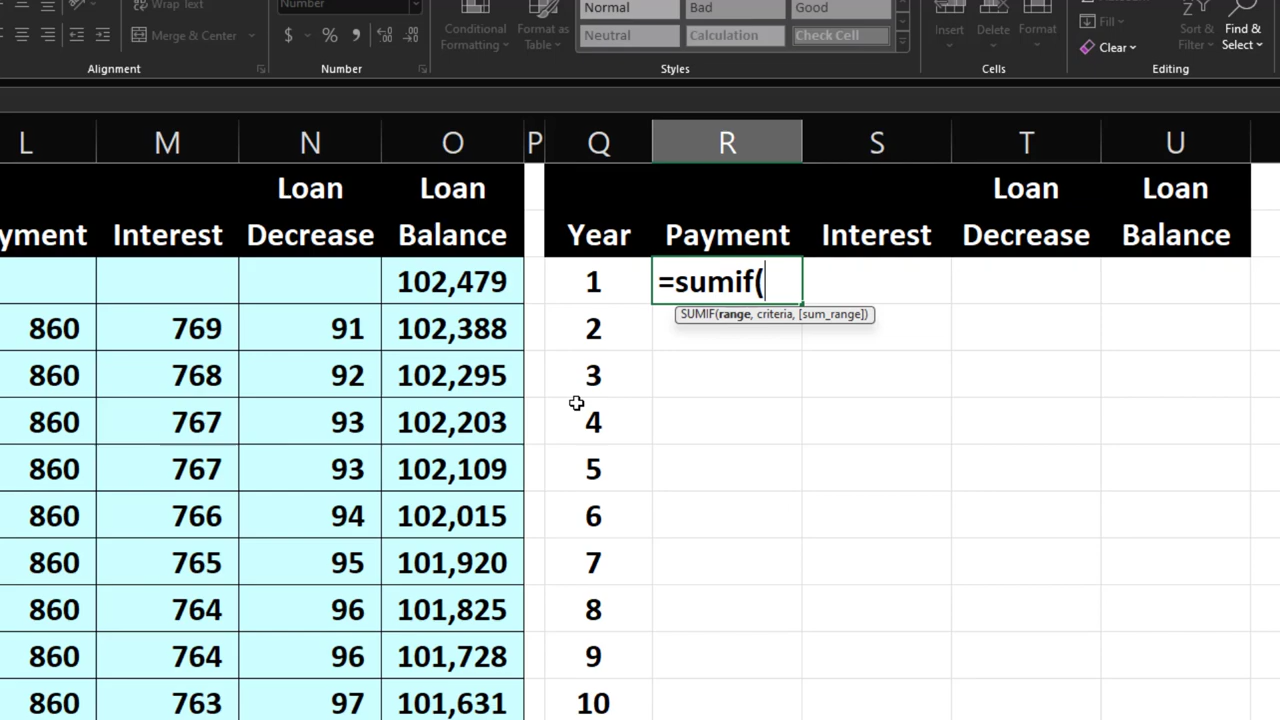 Wrap Text
Number
Conditional
Formatting
Format as
Table
Normal
Bad
Good
Insert
Delete
Format
Fill
Sort &
Filter
Find &
Select
Merge & Center
$ % ,
Neutral
Calculation
Check Cell
Clear
Alignment
Number
Styles
Cells
Editing
L M N O P Q R S T U
Loan Loan Loan Loan
yment Interest Decrease Balance Year Payment Interest Decrease Balance
102,479 1 =sumif(
SUMIF(range, criteria, [sum_range])
860 769 91 102,388 2
860 768 92 102,295 3
860 767 93 102,203 4
860 767 93 102,109 5
860 766 94 102,015 6
860 765 95 101,920 7
860 764 96 101,825 8
860 764 96 101,728 9
860 763 97 101,631 10